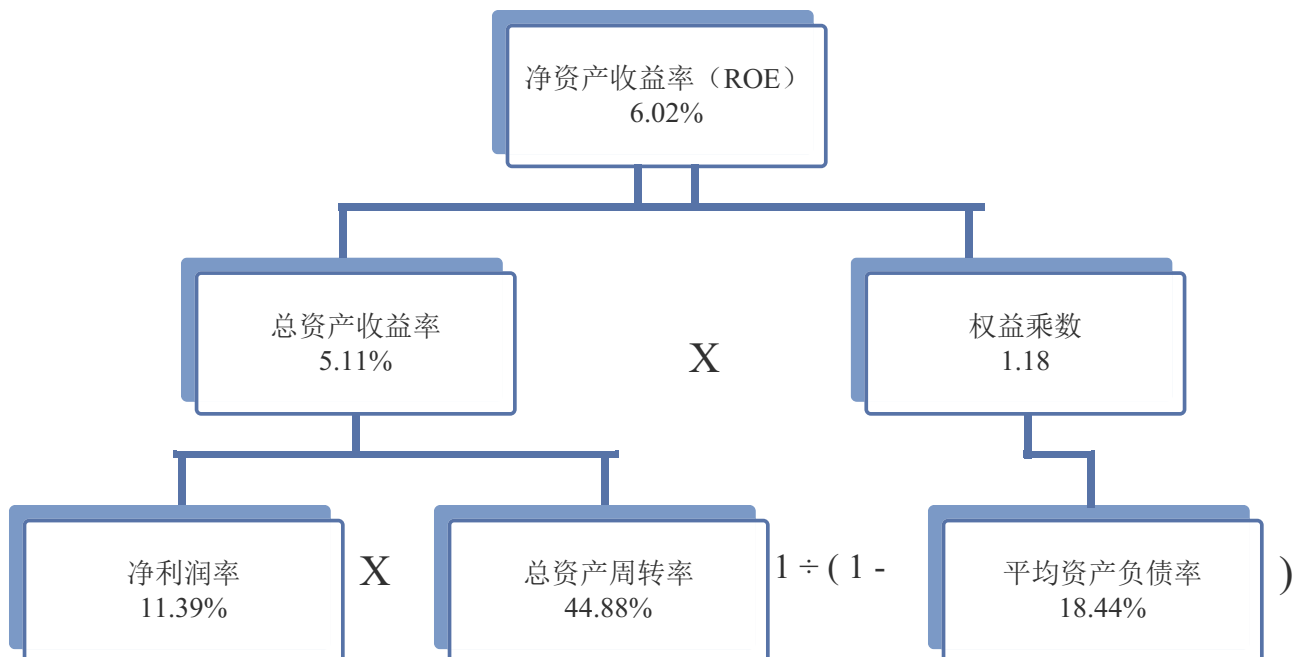 净资产收益率（ROE）
6.02%
总资产收益率
5.11%
X
权益乘数
1.18
净利润率
11.39%
X
总资产周转率
44.88%
1 ÷ ( 1 -
平均资产负债率
18.44%
)